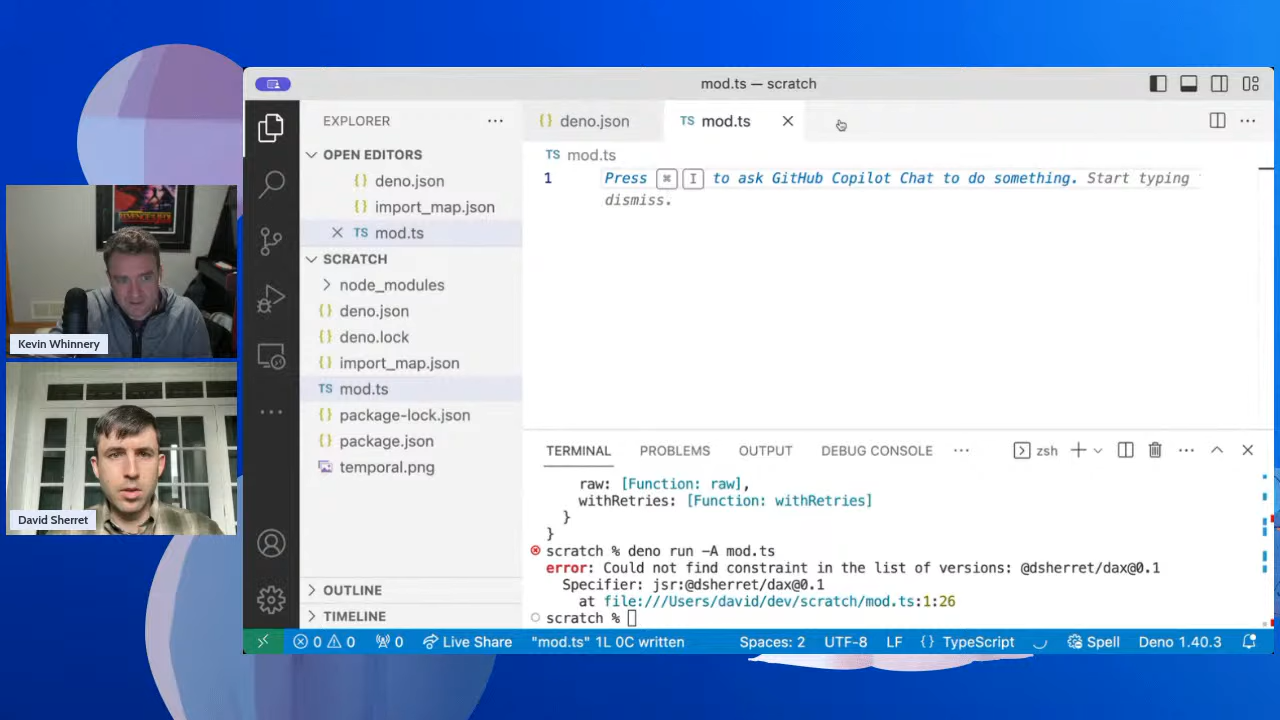 mod.ts — scratch
EXPLORER
OPEN EDITORS
deno.json
import_map.json
TS mod.ts
SCRATCH
node_modules
deno.json
deno.lock
import_map.json
TS mod.ts
package-lock.json
package.json
temporal.png
OUTLINE
TIMELINE
deno.json
TS mod.ts
TS mod.ts
1 Press ⌘ I to ask GitHub Copilot Chat to do something. Start typing
dismiss.
TERMINAL PROBLEMS OUTPUT DEBUG CONSOLE zsh
raw: [Function: raw],
withRetries: [Function: withRetries]
}
}
scratch % deno run -A mod.ts
error: Could not find constraint in the list of versions: @dsherret/dax@0.1
Specifier: jsr:@dsherret/dax@0.1
at file:///Users/david/dev/scratch/mod.ts:1:26
scratch %
0 0 0 Live Share "mod.ts" 1L 0C written Spaces: 2 UTF-8 LF {} TypeScript Spell Deno 1.40.3
Kevin Whinnery
David Sherret